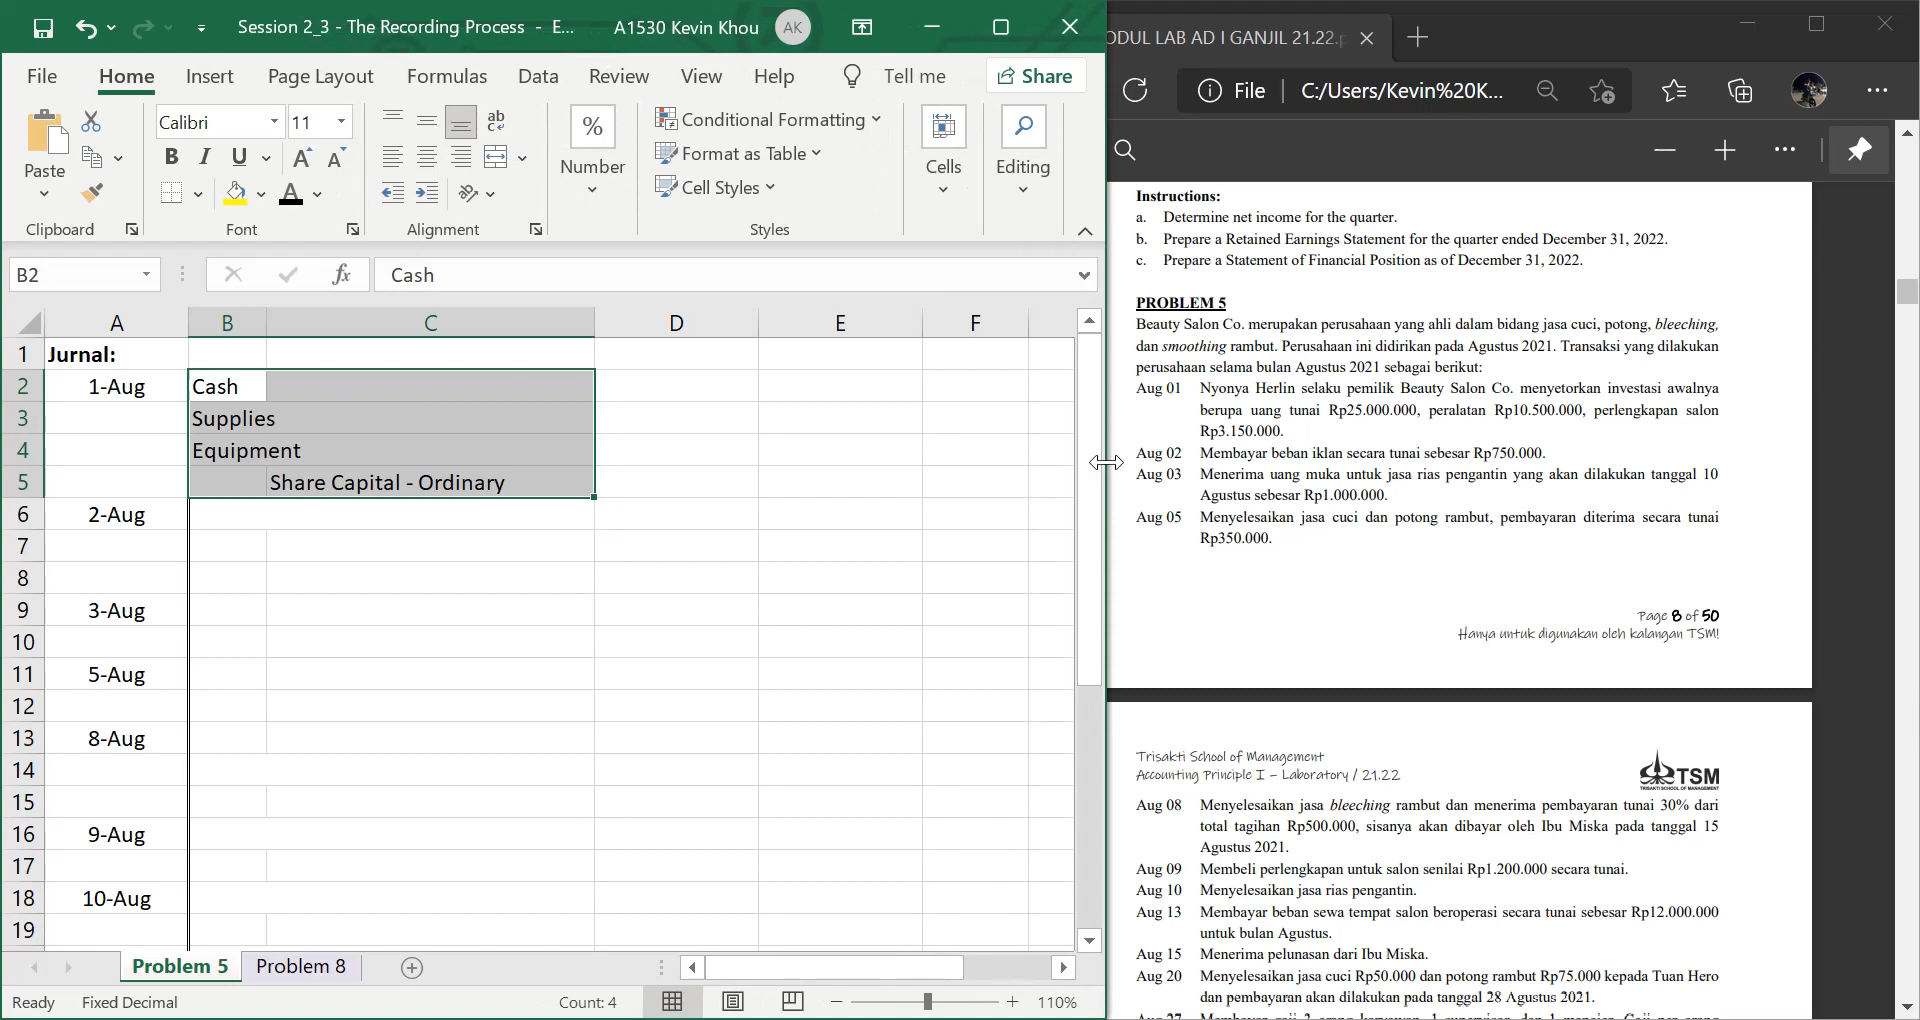 Session 2_3 - The Recording Process - E... A1530 Kevin Khou AK
File Home Insert Page Layout Formulas Data Review View Help Tell me Share
Paste
Calibri 11
B I U A A
A
ab
%
Number
Conditional Formatting
Format as Table
Cell Styles
Cells
Editing
Clipboard Font Alignment Styles
B2 fx Cash
A B C D E F
1 Jurnal:
2 1-Aug Cash
3 Supplies
4 Equipment
5 Share Capital - Ordinary
6 2-Aug
7
8
9 3-Aug
10
11 5-Aug
12
13 8-Aug
14
15
16 9-Aug
17
18 10-Aug
19
Problem 5 Problem 8
Ready Fixed Decimal Count: 4 110%
ODUL LAB AD I GANJIL 21.22.p
File C:/Users/Kevin%20K...
Instructions:
a. Determine net income for the quarter.
b. Prepare a Retained Earnings Statement for the quarter ended December 31, 2022.
c. Prepare a Statement of Financial Position as of December 31, 2022.
PROBLEM 5
Beauty Salon Co. merupakan perusahaan yang ahli dalam bidang jasa cuci, potong, bleeching,
dan smoothing rambut. Perusahaan ini didirikan pada Agustus 2021. Transaksi yang dilakukan
perusahaan selama bulan Agustus 2021 sebagai berikut:
Aug 01 Nyonya Herlin selaku pemilik Beauty Salon Co. menyetorkan investasi awalnya
berupa uang tunai Rp25.000.000, peralatan Rp10.500.000, perlengkapan salon
Rp3.150.000.
Aug 02 Membayar beban iklan secara tunai sebesar Rp750.000.
Aug 03 Menerima uang muka untuk jasa rias pengantin yang akan dilakukan tanggal 10
Agustus sebesar Rp1.000.000.
Aug 05 Menyelesaikan jasa cuci dan potong rambut, pembayaran diterima secara tunai
Rp350.000.
Page 8 of 50
Hanya untuk digunakan oleh kalangan TSM!
Trisakti School of Management
Accounting Principle I – Laboratory / 21.22
TSM
TRISAKTI SCHOOL OF MANAGEMENT
Aug 08 Menyelesaikan jasa bleeching rambut dan menerima pembayaran tunai 30% dari
total tagihan Rp500.000, sisanya akan dibayar oleh Ibu Miska pada tanggal 15
Agustus 2021.
Aug 09 Membeli perlengkapan untuk salon senilai Rp1.200.000 secara tunai.
Aug 10 Menyelesaikan jasa rias pengantin.
Aug 13 Membayar beban sewa tempat salon beroperasi secara tunai sebesar Rp12.000.000
untuk bulan Agustus.
Aug 15 Menerima pelunasan dari Ibu Miska.
Aug 20 Menyelesaikan jasa cuci Rp50.000 dan potong rambut Rp75.000 kepada Tuan Hero
dan pembayaran akan dilakukan pada tanggal 28 Agustus 2021.